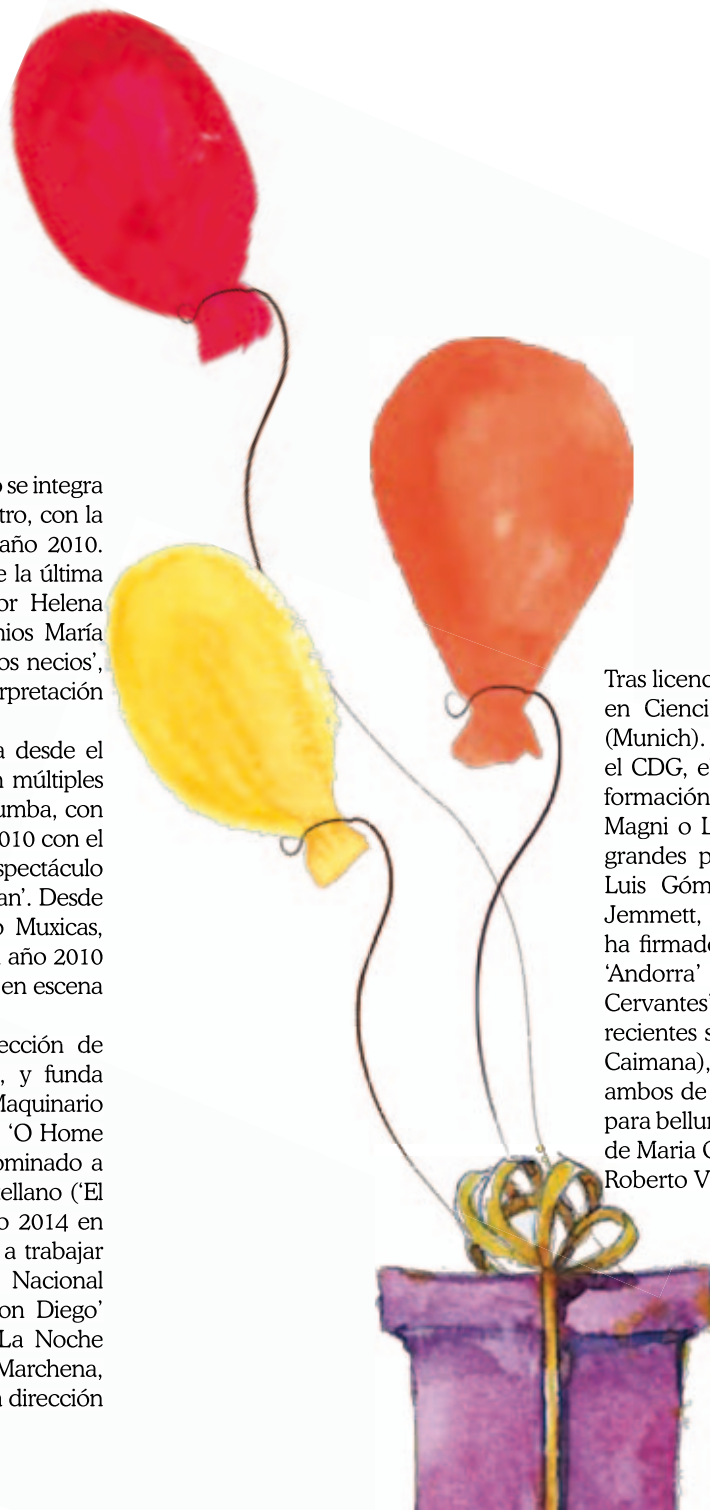 o se integra
tro, con la
año 2010.
e la última
or Helena
nios María
os necios’,
rpretación
a desde el
n múltiples
umba, con
010 con el
spectáculo
an’. Desde
o Muxicas,
año 2010
en escena
ección de
, y funda
Maquinario
‘O Home
ominado a
ellano (‘El
o 2014 en
a trabajar
Nacional
on Diego’
La Noche
Marchena,
a dirección
Tras licenc
en Cienci
(Munich).
el CDG, e
formación
Magni o L
grandes p
Luis Góm
Jemmett,
ha firmado
‘Andorra’
Cervantes’
recientes s
Caimana),
ambos de
para bellur
de Maria C
Roberto V